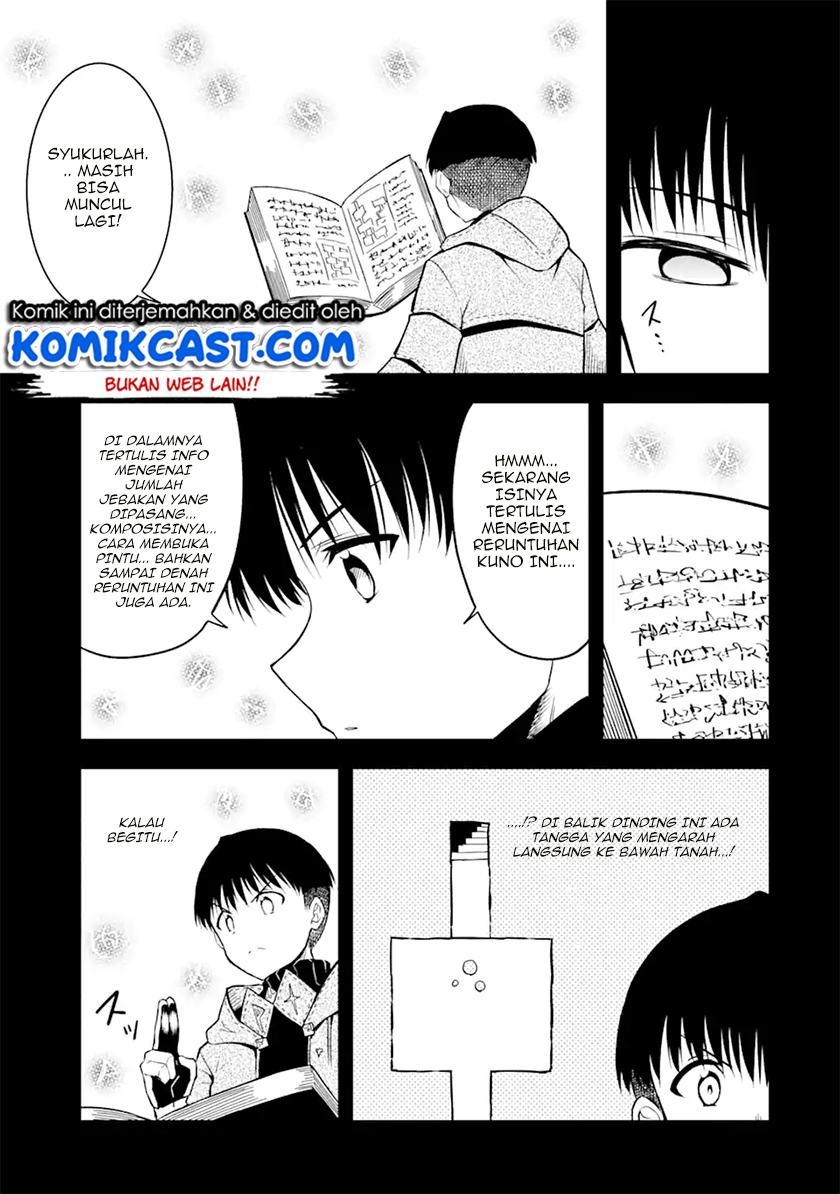 SYUKURLAH.
.. MASIH
BISA
MUNCUL
LAGI!
ス...
Komik ini diterjemahkan & diedit oleh
KOMIKCAST.COM
BUKAN WEB LAIN!!
HMMM...
SEKARANG
ISINYA
TERTULIS
MENGENAI
RERUNTUHAN
KUNO INI....
DI DALAMNYA
TERTULIS INFO
MENGENAI
JUMLAH
JEBAKAN YANG
DIPASANG...
KOMPOSISINYA...
CARA MEMBUKA
PINTU... BAHKAN
SAMPAI DENAH
RERUNTUHAN INI
JUGA ADA.
....!? DI BALIK DINDING INI ADA
TANGGA YANG MENGARAH
LANGSUNG KE BAWAH TANAH...!
KALAU
BEGITU...!
スッ